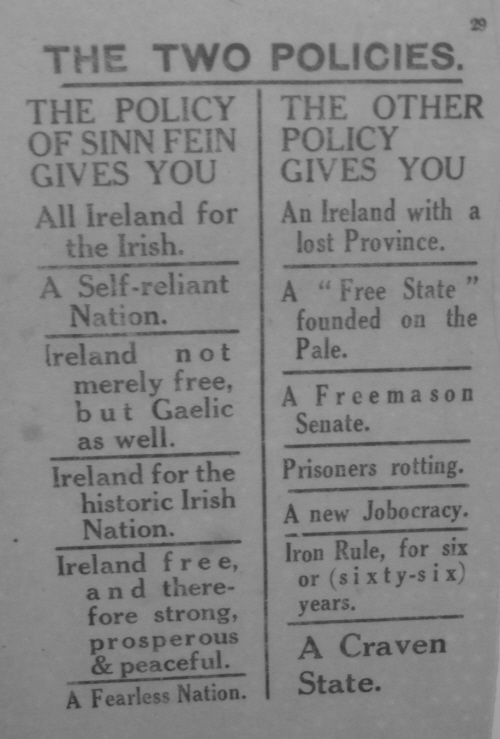 29
THE TWO POLICIES.
THE POLICY
OF SINN FEIN
GIVES YOU
All Ireland for
the Irish.
A Self-reliant
Nation.
Ireland not
merely free,
but Gaelic
as well.
Ireland for the
historic Irish
Nation.
Ireland free,
and there-
fore strong,
prosperous
& peaceful.
A Fearless Nation.
THE OTHER
POLICY
GIVES YOU
An Ireland with a
lost Province.
A "Free State"
founded on the
Pale.
A Freemason
Senate.
Prisoners rotting.
A new Jobocracy.
Iron Rule, for six
or (sixty-six)
years.
A Craven
State.